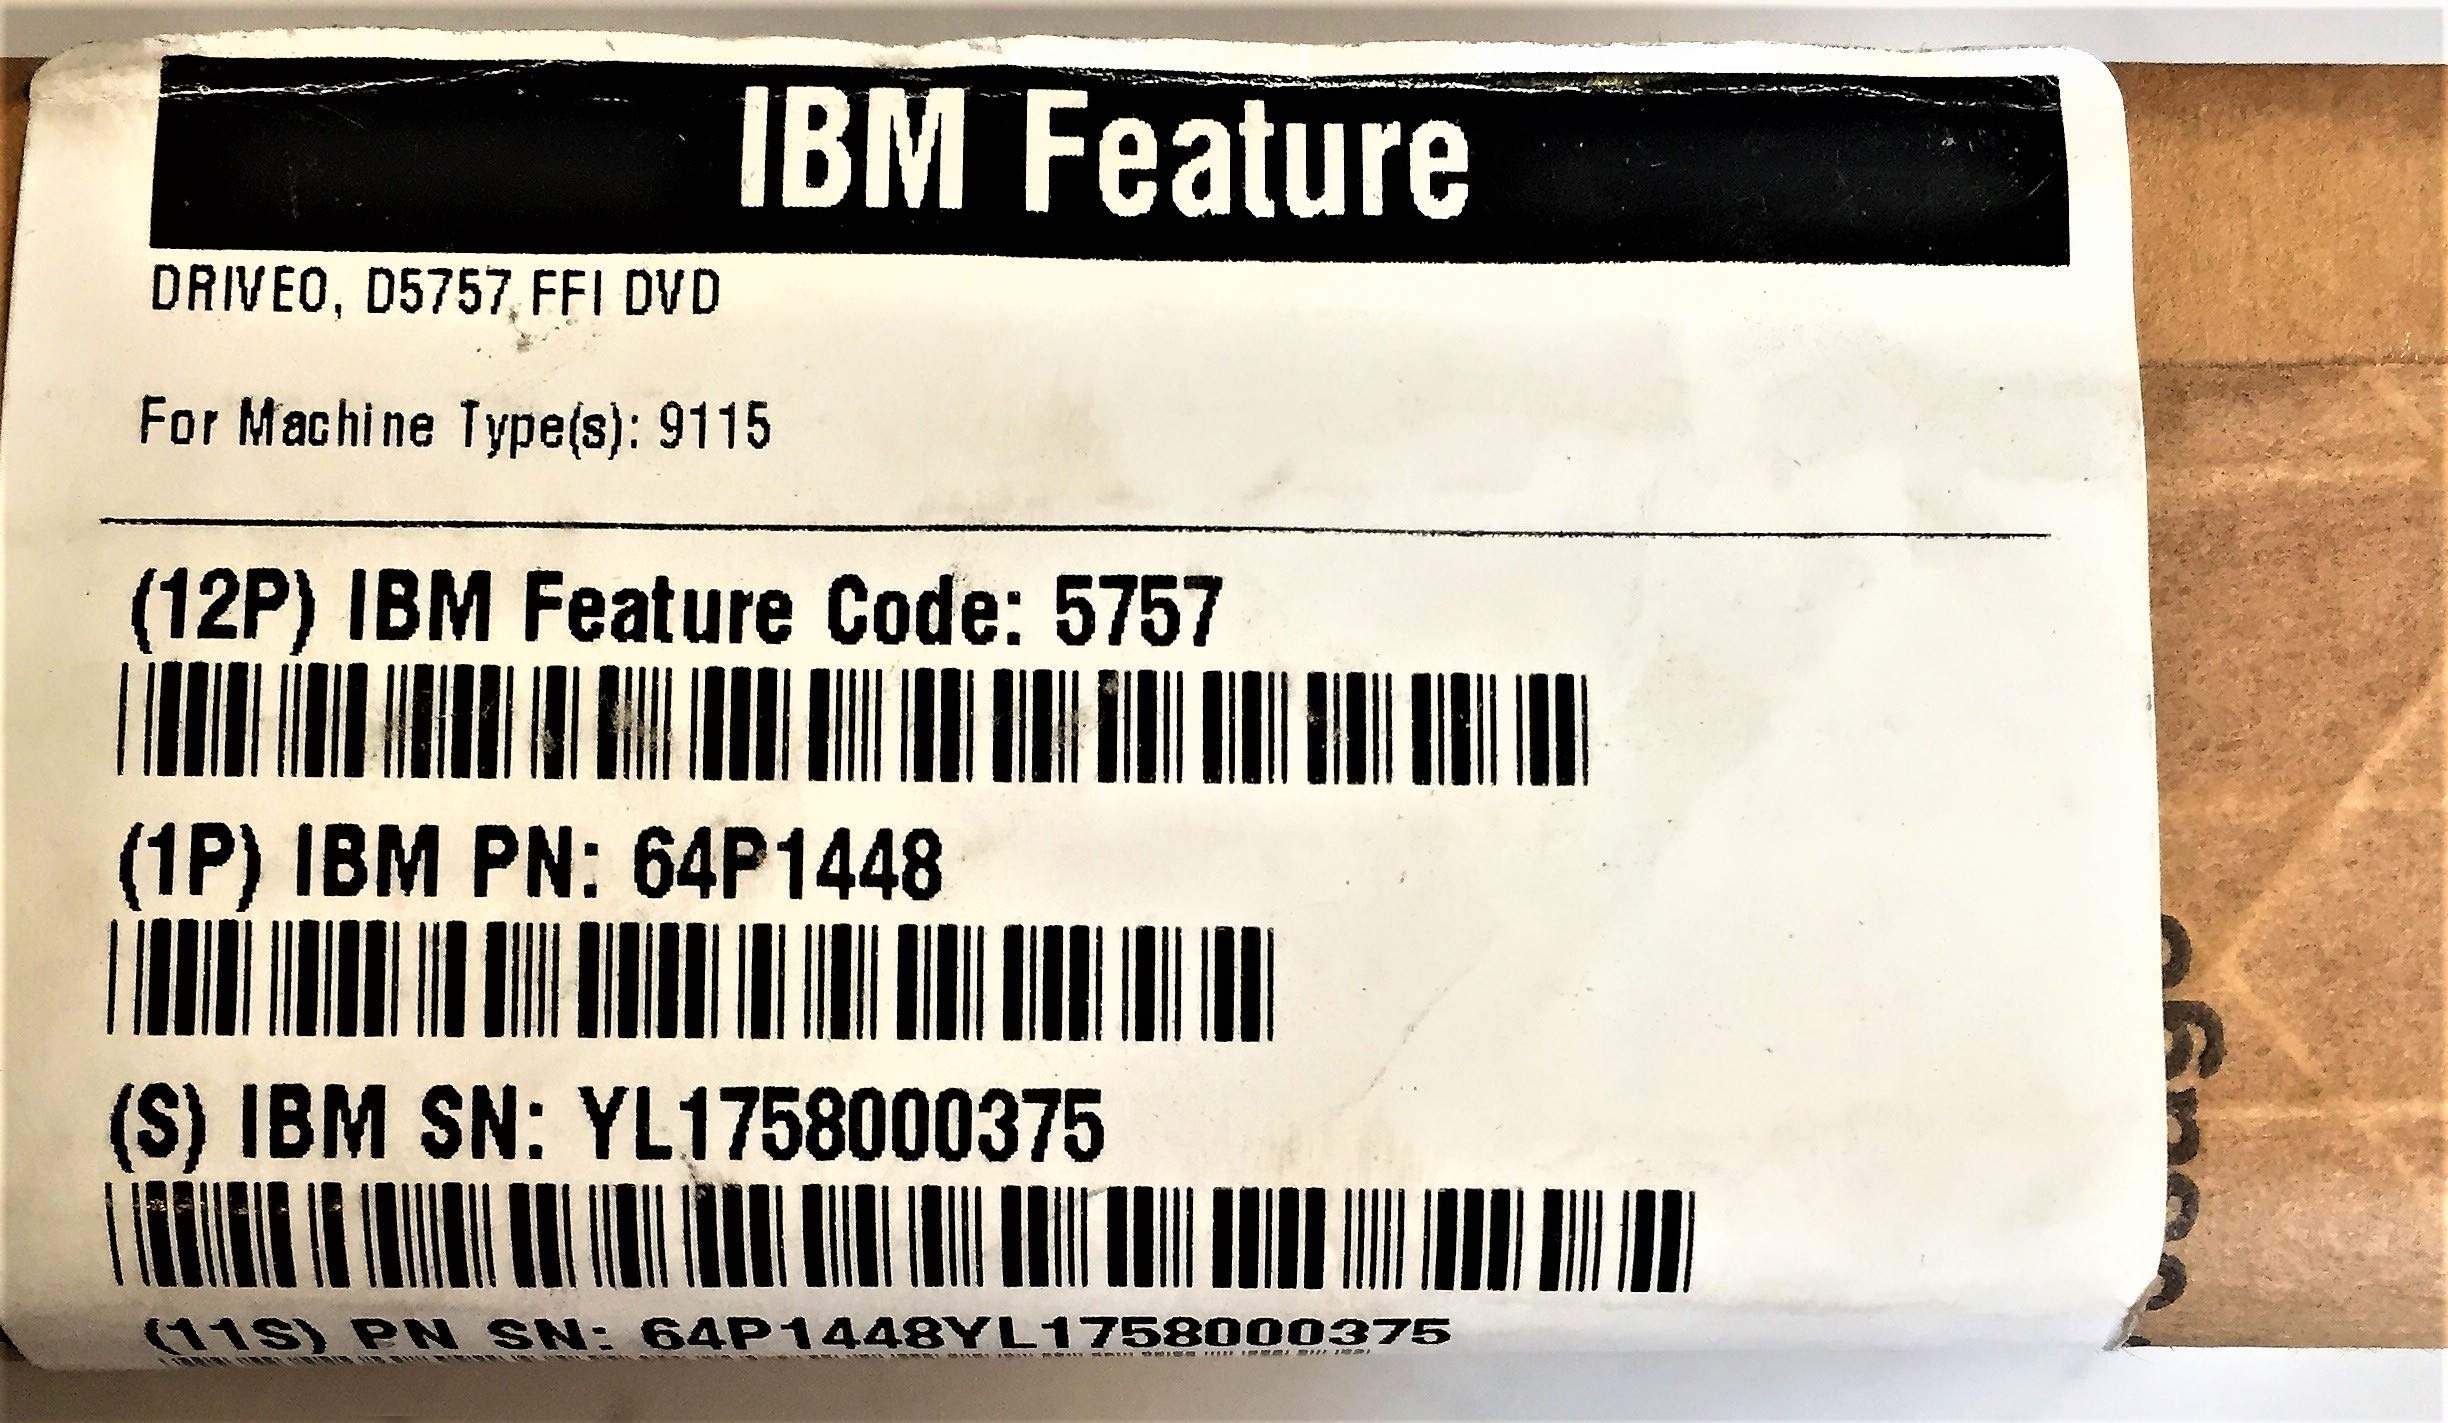 IBM Feature
DRIVEO, D5757 FFI DVD
For Machine Type(s): 9115
(12P) IBM Feature Code: 5757
(1P) IBM PN: 64P1448
(S) IBM SN: YL1758000375
(11S) PN SN: 64P1448YL1758000375